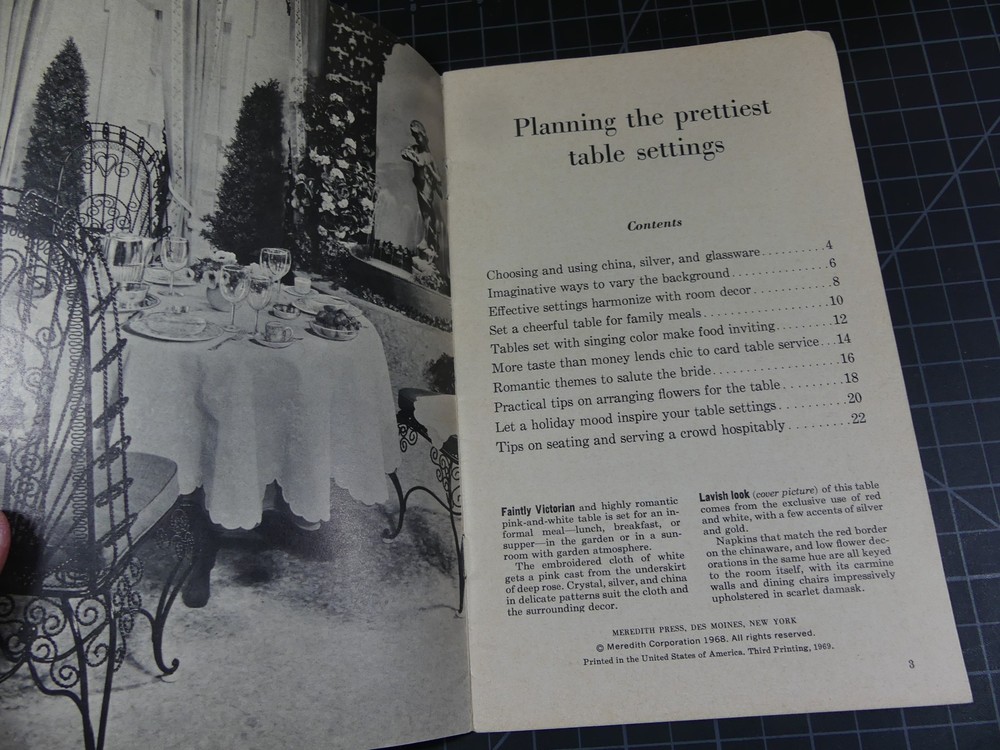 Planning the prettiest
table settings
Contents
Choosing and using china, silver, and glassware.........4
Imaginative ways to vary the background.............6
Effective settings harmonize with room decor...........8
Set a cheerful table for family meals.................10
Tables set with singing color make food inviting........12
More taste than money lends chic to card table service...14
Romantic themes to salute the bride.................16
Practical tips on arranging flowers for the table.........18
Let a holiday mood inspire your table settings..........20
Tips on seating and serving a crowd hospitably.........22
Faintly Victorian and highly romantic
pink-and-white table is set for an in-
formal meal—lunch, breakfast, or
supper—in the garden or in a sun-
room with garden atmosphere.
The embroidered cloth of white
gets a pink cast from the underskirt
of deep rose. Crystal, silver, and china
in delicate patterns suit the cloth and
the surrounding decor.
Lavish look (cover picture) of this table
comes from the exclusive use of red
and white, with a few accents of silver
and gold.
Napkins that match the red border
on the chinaware, and low flower dec-
orations in the same hue are all keyed
to the room itself, with its carmine
walls and dining chairs impressively
upholstered in scarlet damask.
MEREDITH PRESS, DES MOINES, NEW YORK
© Meredith Corporation 1968. All rights reserved.
Printed in the United States of America. Third Printing, 1969.
3